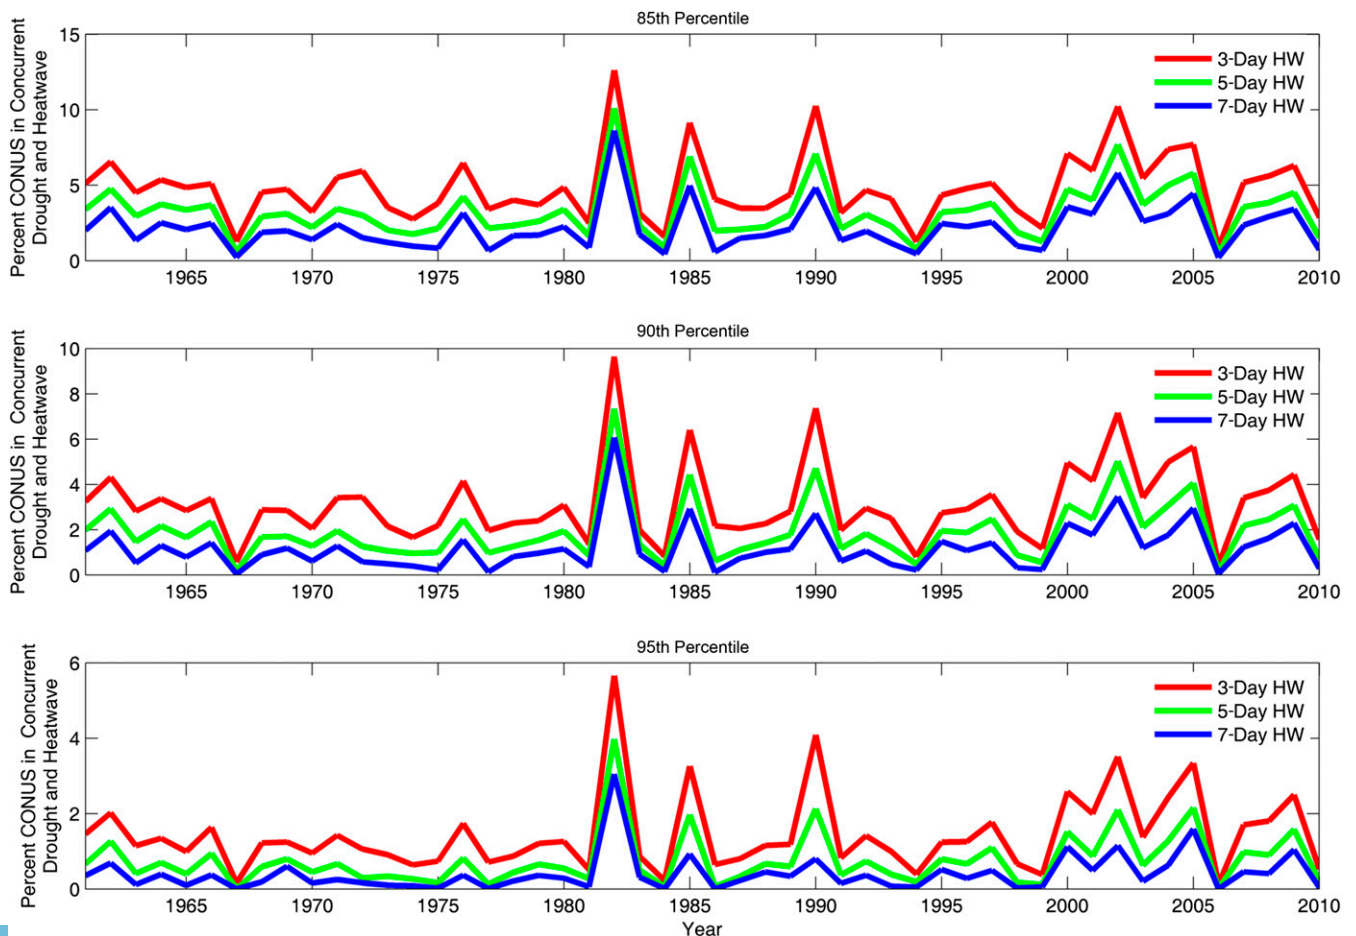 85th Percentile
Percent CONUS in Concurrent
Drought and Heatwave
15
10
5
0
3-Day HW
5-Day HW
7-Day HW
1965 1970 1975 1980 1985 1990 1995 2000 2005 2010
90th Percentile
Percent CONUS in Concurrent
Drought and Heatwave
10
8
6
4
2
0
3-Day HW
5-Day HW
7-Day HW
1965 1970 1975 1980 1985 1990 1995 2000 2005 2010
95th Percentile
Percent CONUS in Concurrent
Drought and Heatwave
6
4
2
0
3-Day HW
5-Day HW
7-Day HW
1965 1970 1975 1980 1985 1990 1995 2000 2005 2010
Year